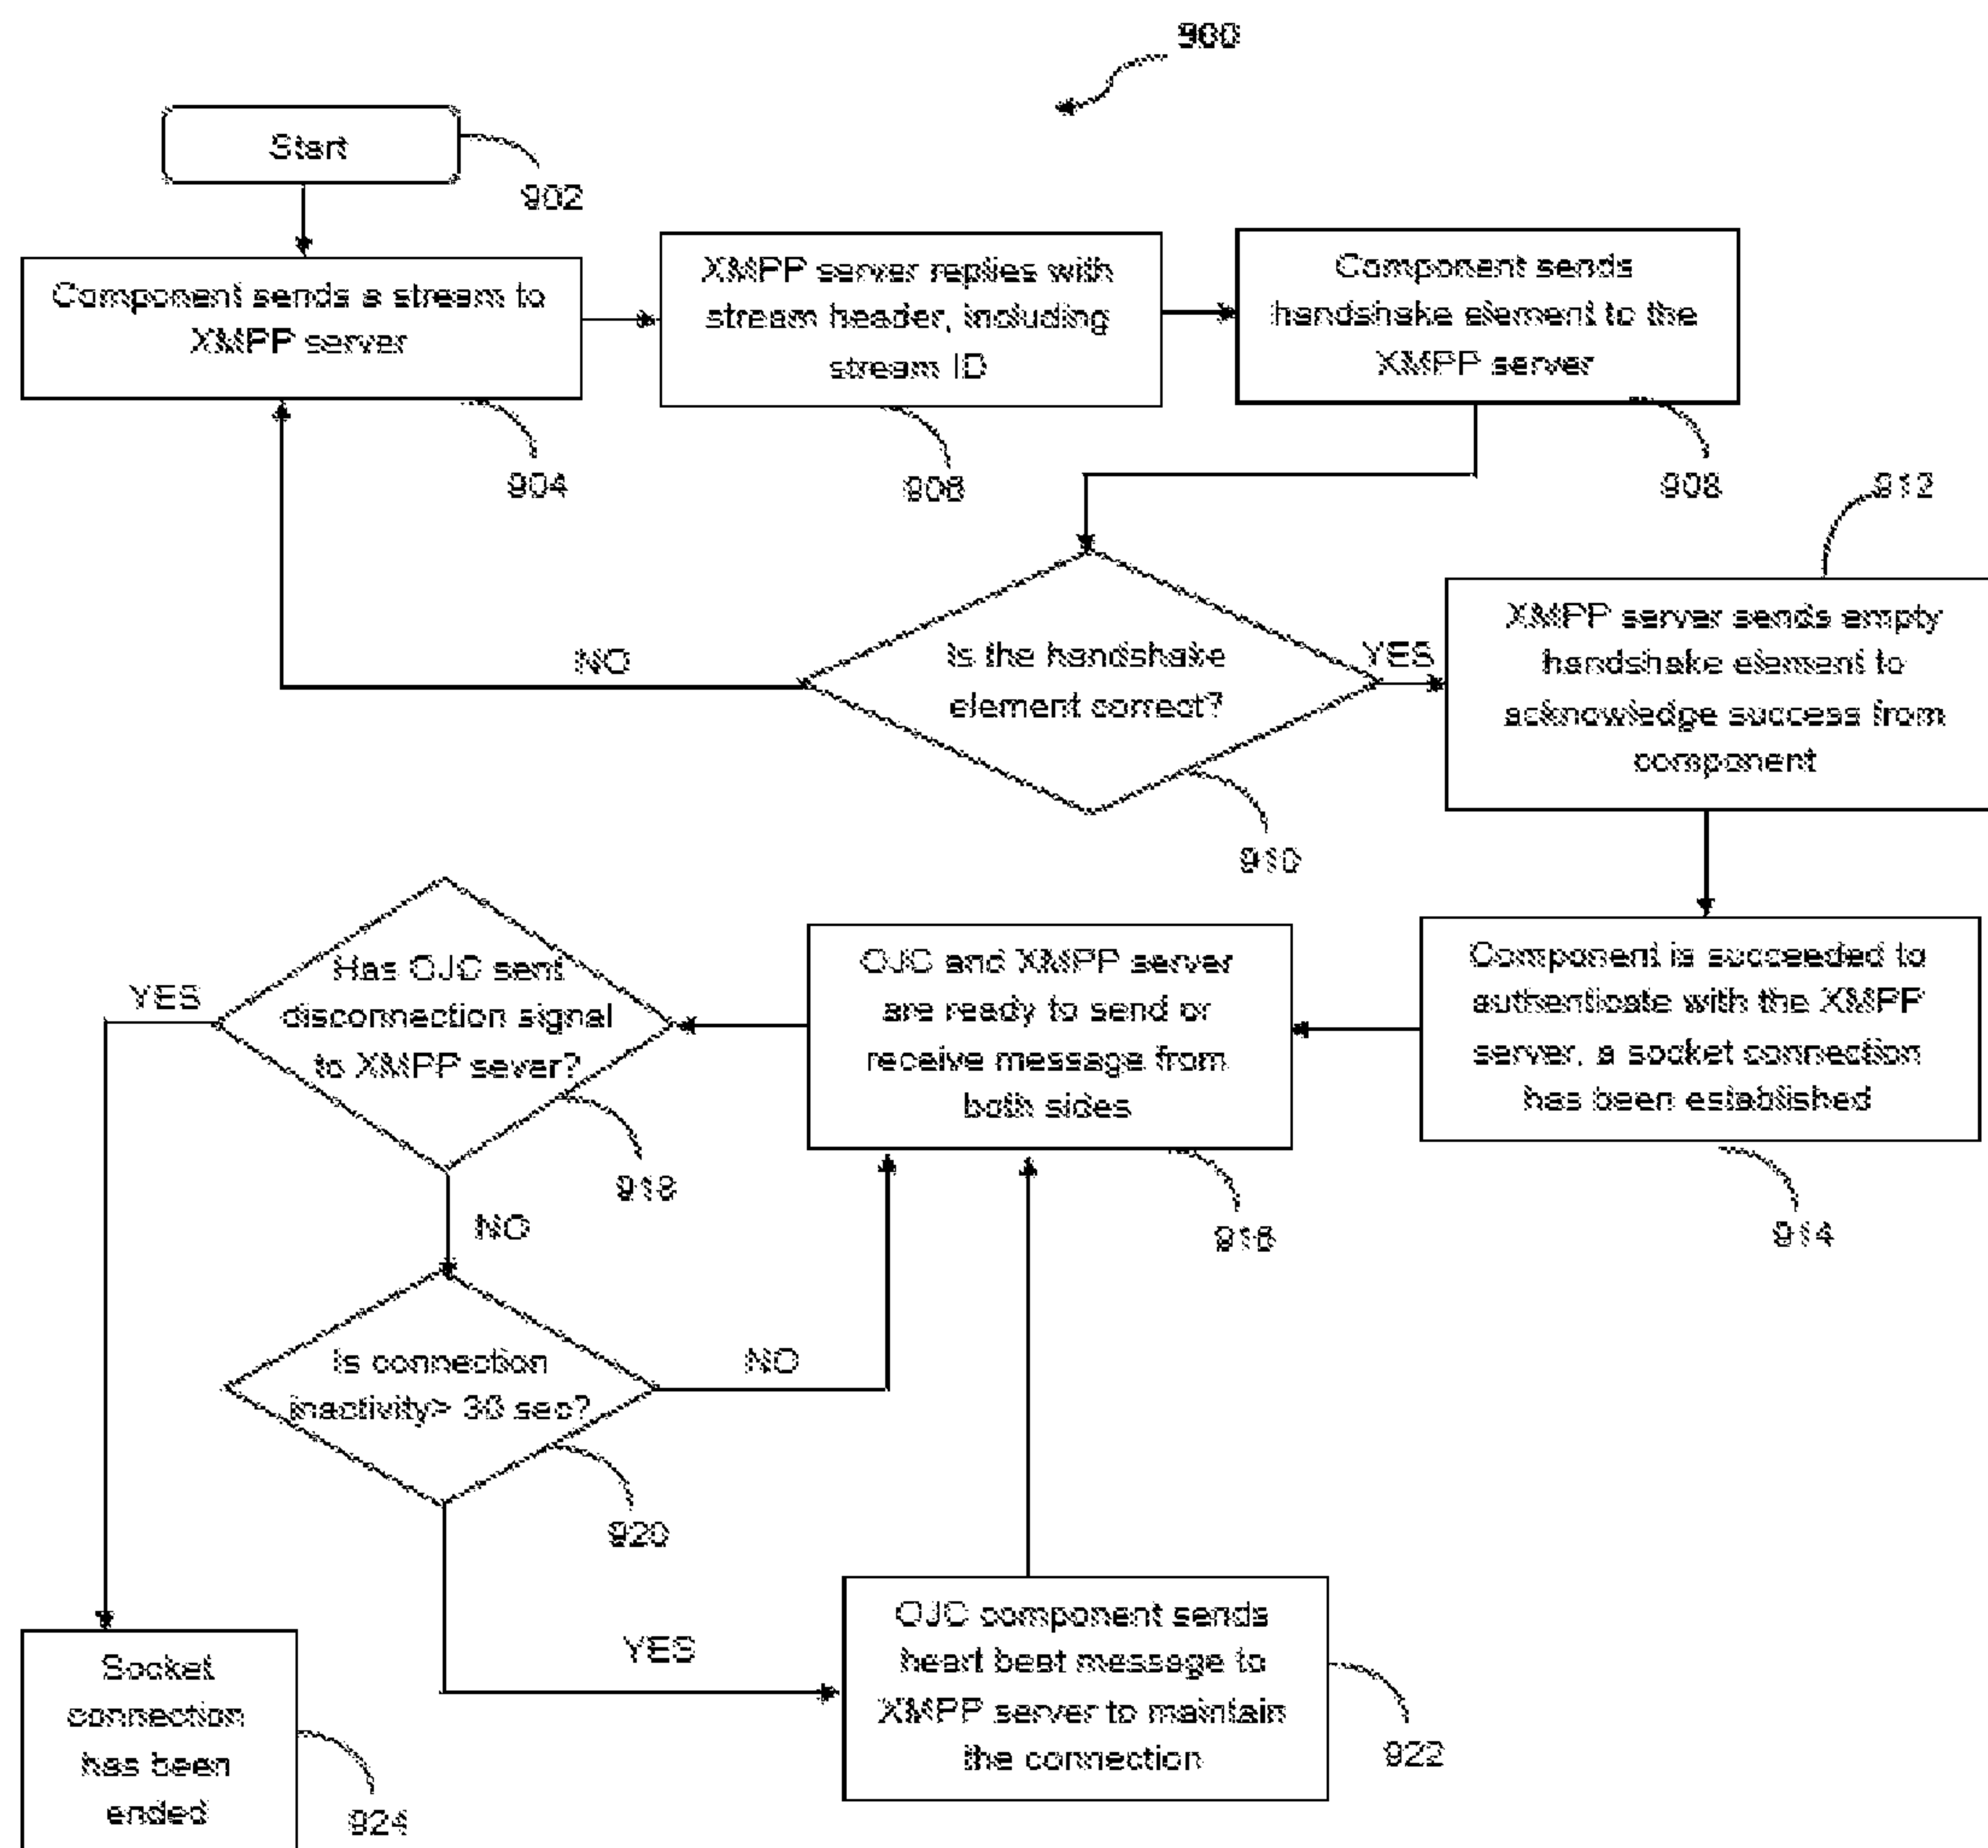 900
Start
902
Component sends a stream to
XMPP server
904
XMPP server replies with
stream header, including
stream ID
906
Component sends
handshake element to the
XMPP server
908
Is the handshake
element correct?
910
NO
YES
912
XMPP server sends empty
handshake element to
acknowledge success from
component
Component is succeeded to
authenticate with the XMPP
server, a socket connection
has been established
914
OJC and XMPP server
are ready to send or
receive message from
both sides
916
Has OJC sent
disconnection signal
to XMPP sever?
918
YES
NO
Is connection
inactivity> 30 sec?
920
NO
YES
OJC component sends
heart beat message to
XMPP server to maintain
the connection
922
Socket
connection
has been
ended
924